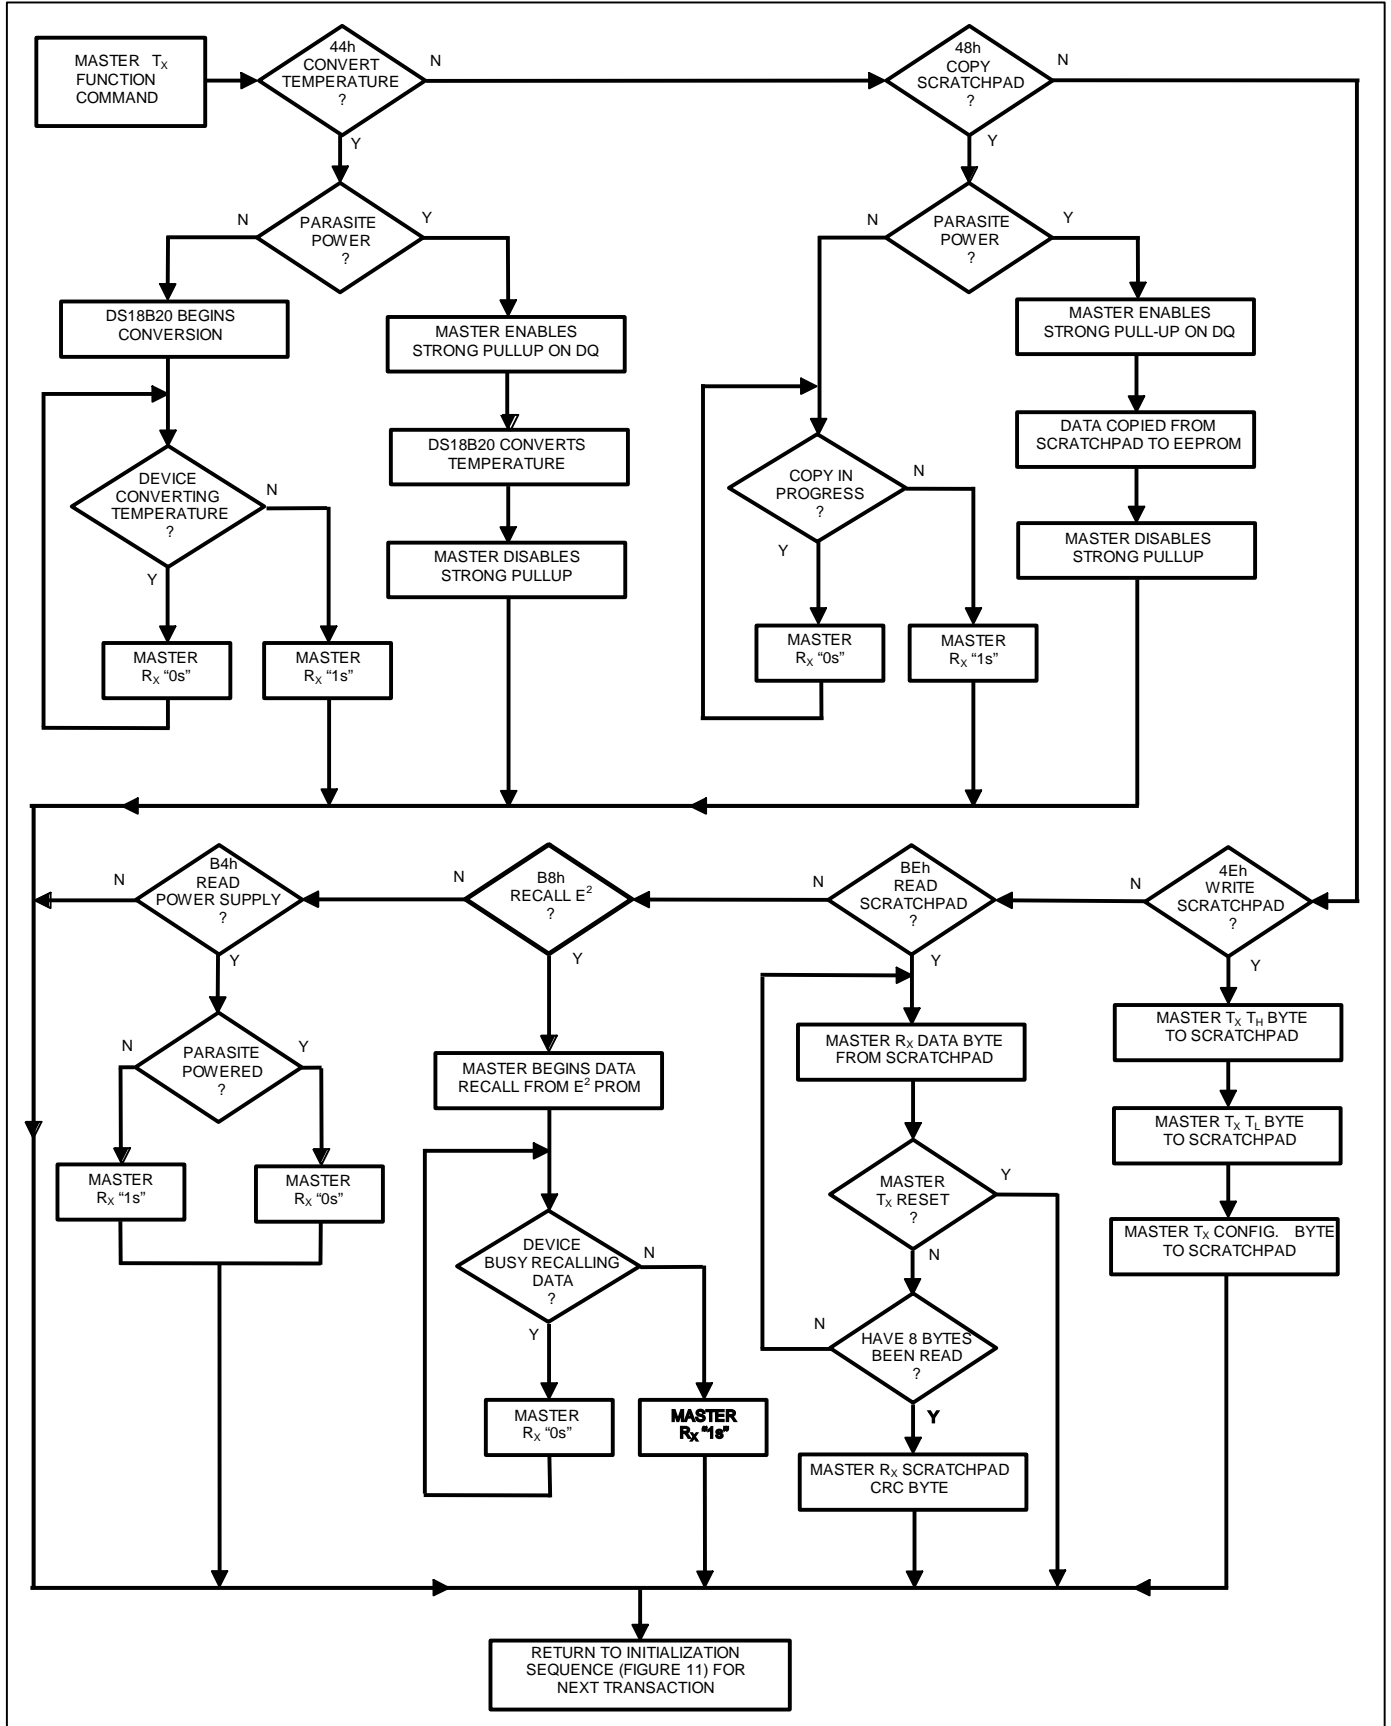 MASTER TX
FUNCTION
COMMAND
44h
CONVERT
TEMPERATURE
?
N
Y
48h
COPY
SCRATCHPAD
?
N
Y
N
PARASITE
POWER
?
Y
N
PARASITE
POWER
?
Y
DS18B20 BEGINS
CONVERSION
MASTER ENABLES
STRONG PULLUP ON DQ
MASTER ENABLES
STRONG PULL-UP ON DQ
DS18B20 CONVERTS
TEMPERATURE
DATA COPIED FROM
SCRATCHPAD TO EEPROM
DEVICE
CONVERTING
TEMPERATURE
?
N
Y
COPY IN
PROGRESS
?
N
Y
MASTER DISABLES
STRONG PULLUP
MASTER DISABLES
STRONG PULLUP
MASTER
RX “0s”
MASTER
RX “1s”
MASTER
RX “0s”
MASTER
RX “1s”
N
B4h
READ
POWER SUPPLY
?
Y
N
B8h
RECALL E2
?
Y
N
BEh
READ
SCRATCHPAD
?
Y
N
4Eh
WRITE
SCRATCHPAD
?
Y
N
PARASITE
POWERED
?
Y
MASTER
RX “1s”
MASTER
RX “0s”
MASTER BEGINS DATA
RECALL FROM E2 PROM
DEVICE
BUSY RECALLING
DATA
?
N
Y
MASTER
RX “0s”
MASTER
RX “1s”
MASTER RX DATA BYTE
FROM SCRATCHPAD
MASTER
TX RESET
?
Y
N
N
HAVE 8 BYTES
BEEN READ
?
Y
MASTER RX SCRATCHPAD
CRC BYTE
MASTER TX TH BYTE
TO SCRATCHPAD
MASTER TX TL BYTE
TO SCRATCHPAD
MASTER TX CONFIG. BYTE
TO SCRATCHPAD
RETURN TO INITIALIZATION
SEQUENCE (FIGURE 11) FOR
NEXT TRANSACTION